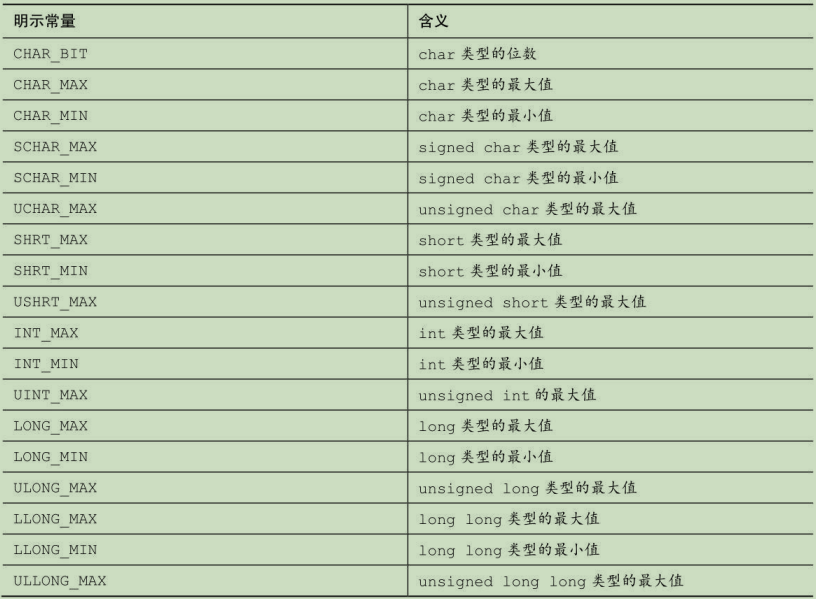 明示常量 含义
CHAR_BIT char 类型的位数
CHAR_MAX char 类型的最大值
CHAR_MIN char 类型的最小值
SCHAR_MAX signed char 类型的最大值
SCHAR_MIN signed char 类型的最小值
UCHAR_MAX unsigned char 类型的最大值
SHRT_MAX short 类型的最大值
SHRT_MIN short 类型的最小值
USHRT_MAX unsigned short 类型的最大值
INT_MAX int 类型的最大值
INT_MIN int 类型的最小值
UINT_MAX unsigned int 的最大值
LONG_MAX long 类型的最大值
LONG_MIN long 类型的最小值
ULONG_MAX unsigned long 类型的最大值
LLONG_MAX long long 类型的最大值
LLONG_MIN long long 类型的最小值
ULLONG_MAX unsigned long long 类型的最大值